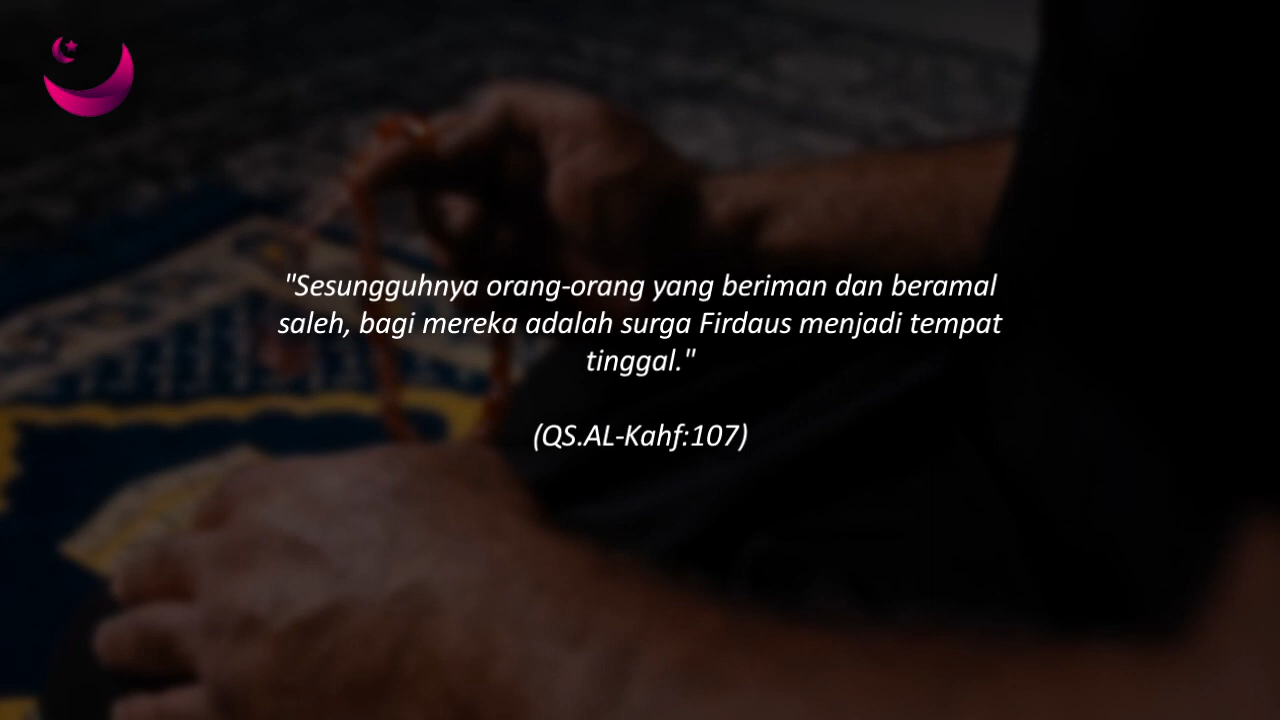 "Sesungguhnya orang-orang yang beriman dan beramal
saleh, bagi mereka adalah surga Firdaus menjadi tempat
tinggal."
(QS.AL-Kahf:107)